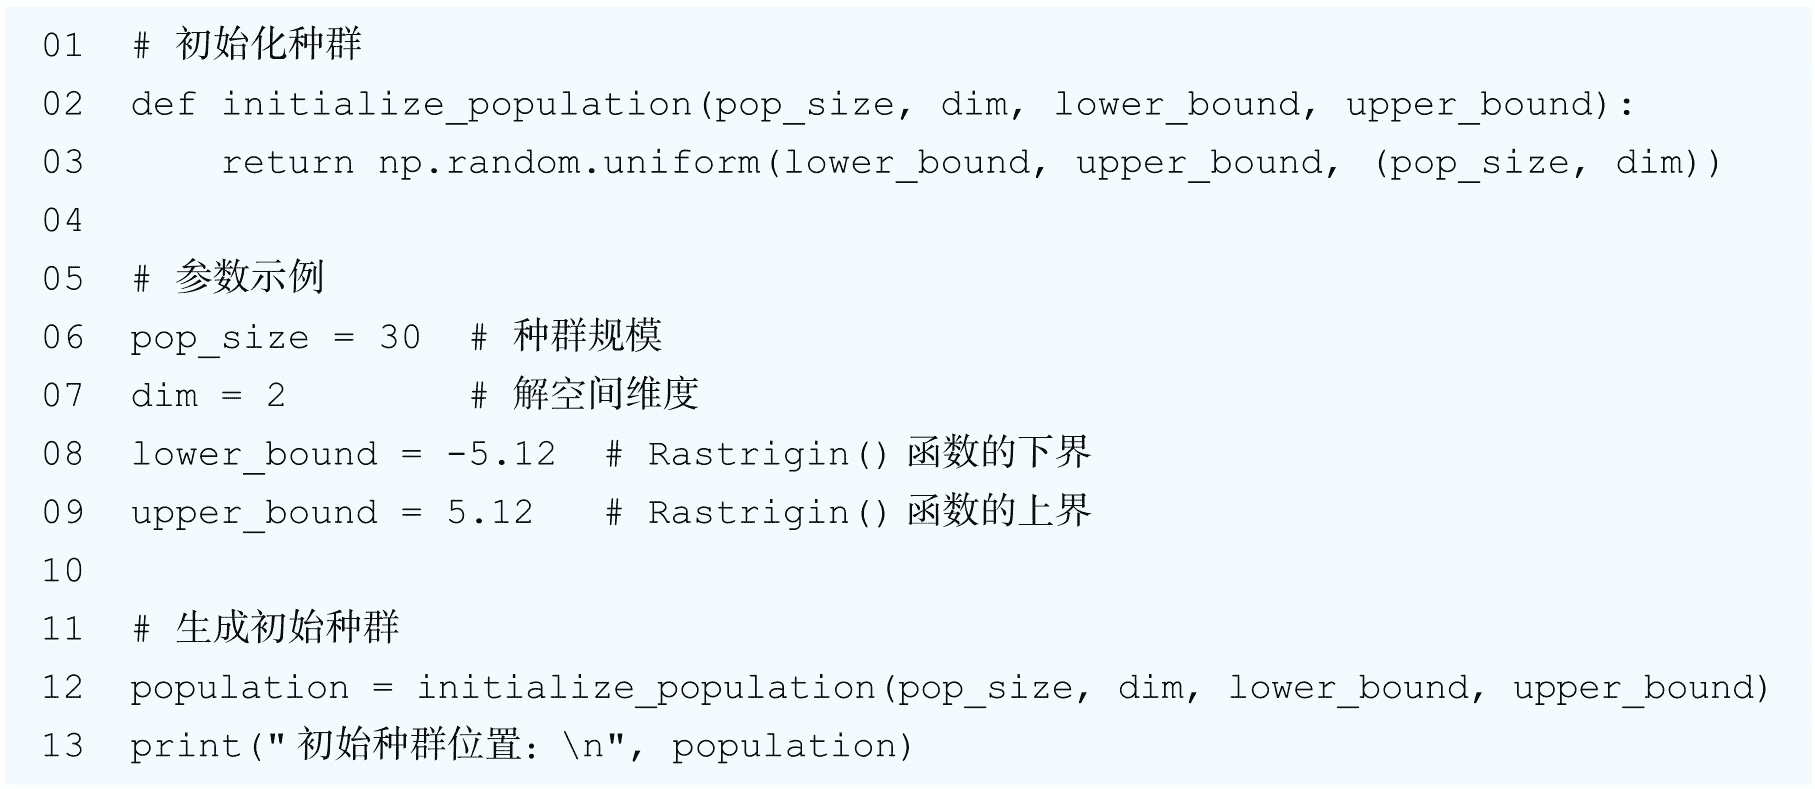 01  # 初始化种群
02  def initialize_population(pop_size, dim, lower_bound, upper_bound):
03      return np.random.uniform(lower_bound, upper_bound, (pop_size, dim))
04
05  # 参数示例
06  pop_size = 30  # 种群规模
07  dim = 2        # 解空间维度
08  lower_bound = -5.12  # Rastrigin()函数的下界
09  upper_bound = 5.12   # Rastrigin()函数的上界
10
11  # 生成初始种群
12  population = initialize_population(pop_size, dim, lower_bound, upper_bound)
13  print("初始种群位置：\n", population)